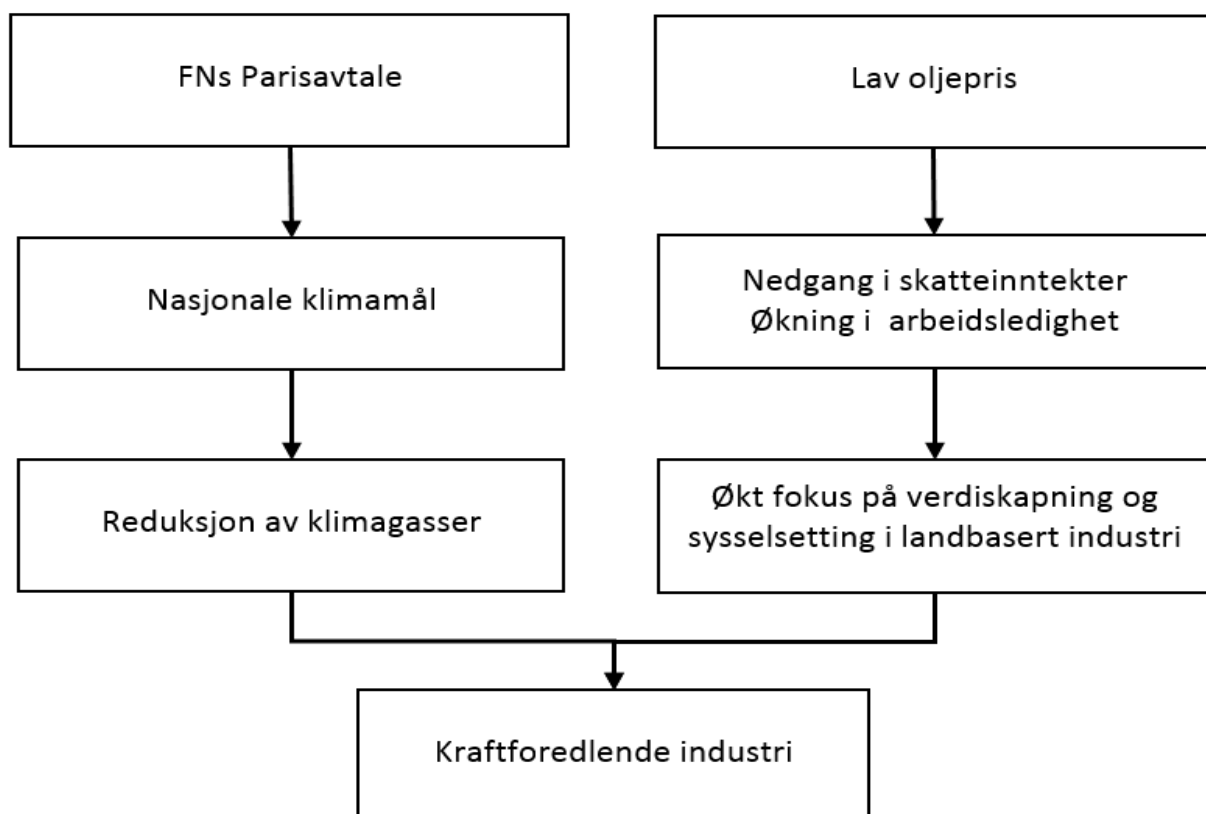 FNs Parisavtale
Lav oljepris
Nasjonale klimamål
Nedgang i skatteinntekter
Økning i  arbeidsledighet
Reduksjon av klimagasser
Økt fokus på verdiskapning og
sysselsetting i landbasert industri
Kraftforedlende industri